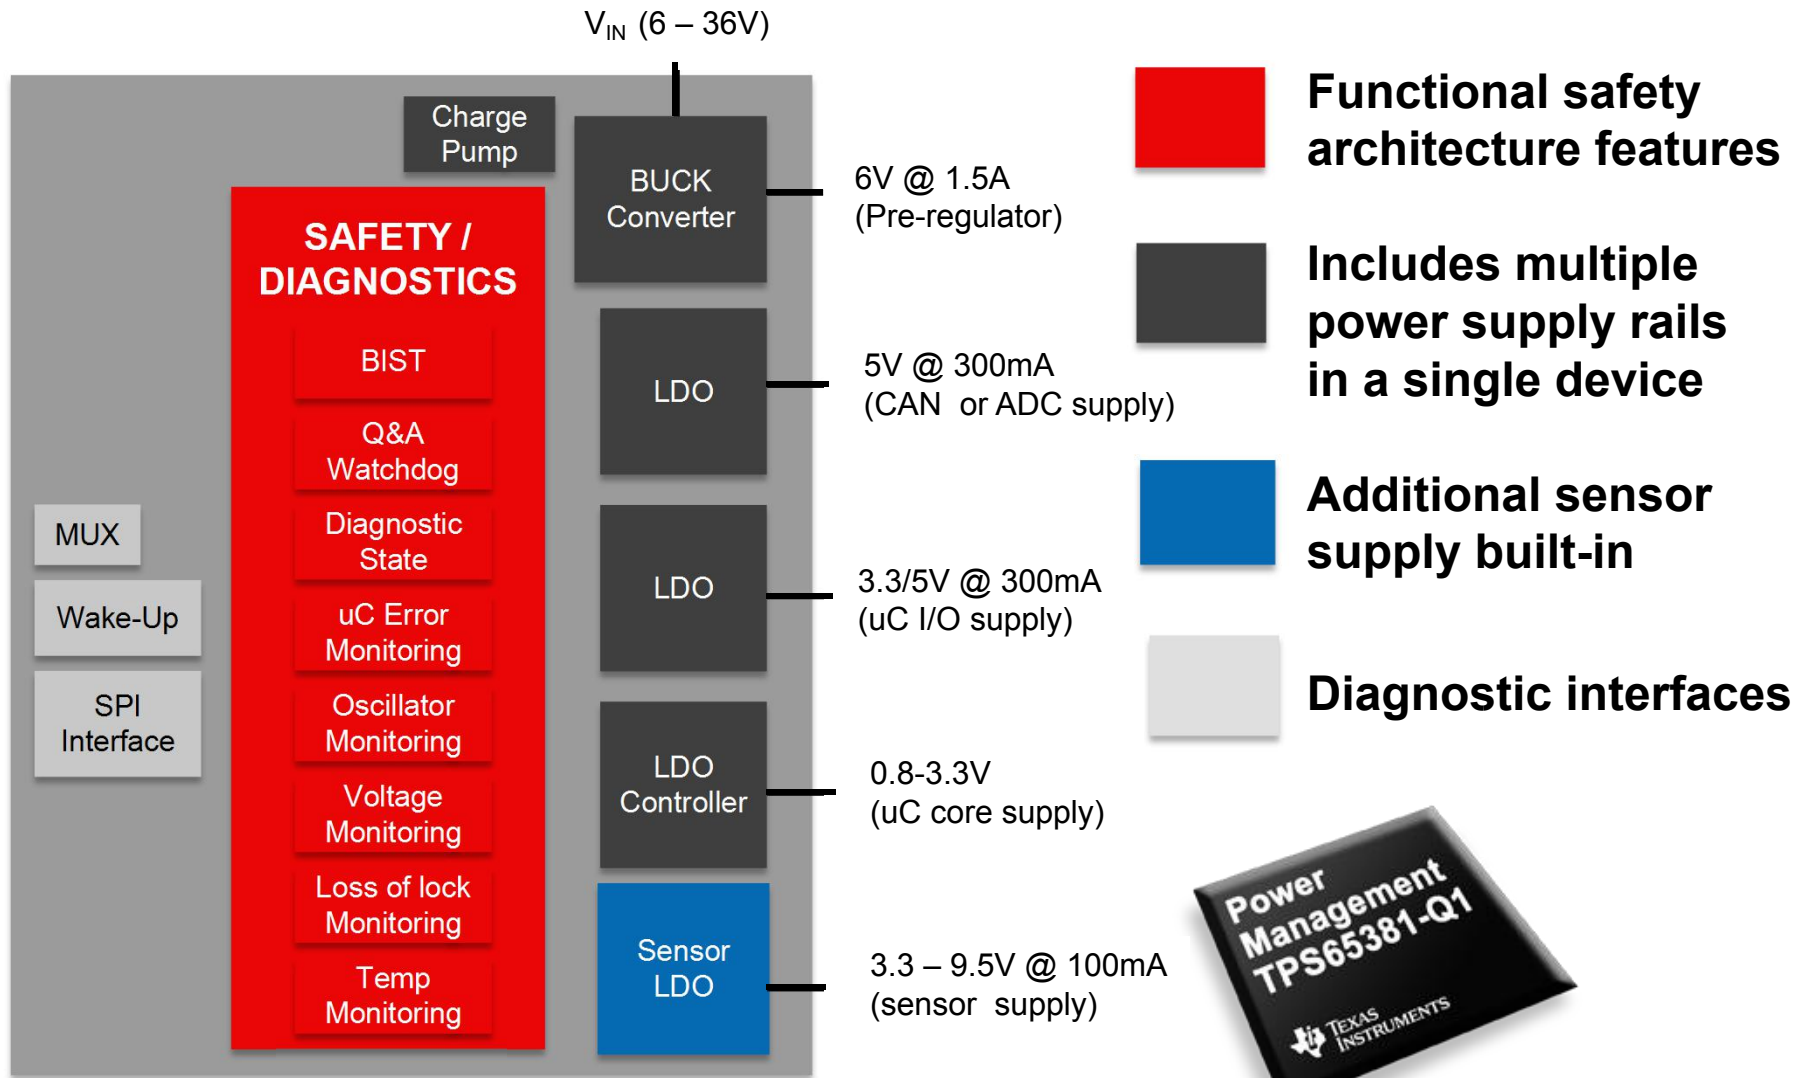 V_IN (6 – 36V)
Charge
Pump
BUCK
Converter
6V @ 1.5A
(Pre-regulator)
SAFETY /
DIAGNOSTICS
BIST
Q&A
Watchdog
Diagnostic
State
uC Error
Monitoring
Oscillator
Monitoring
Voltage
Monitoring
Loss of lock
Monitoring
Temp
Monitoring
MUX
Wake-Up
SPI
Interface
LDO
5V @ 300mA
(CAN or ADC supply)
LDO
3.3/5V @ 300mA
(uC I/O supply)
LDO
Controller
0.8-3.3V
(uC core supply)
Sensor
LDO
3.3 – 9.5V @ 100mA
(sensor supply)
Functional safety
architecture features
Includes multiple
power supply rails
in a single device
Additional sensor
supply built-in
Diagnostic interfaces
Power
Management
TPS65381-Q1
TEXAS
INSTRUMENTS